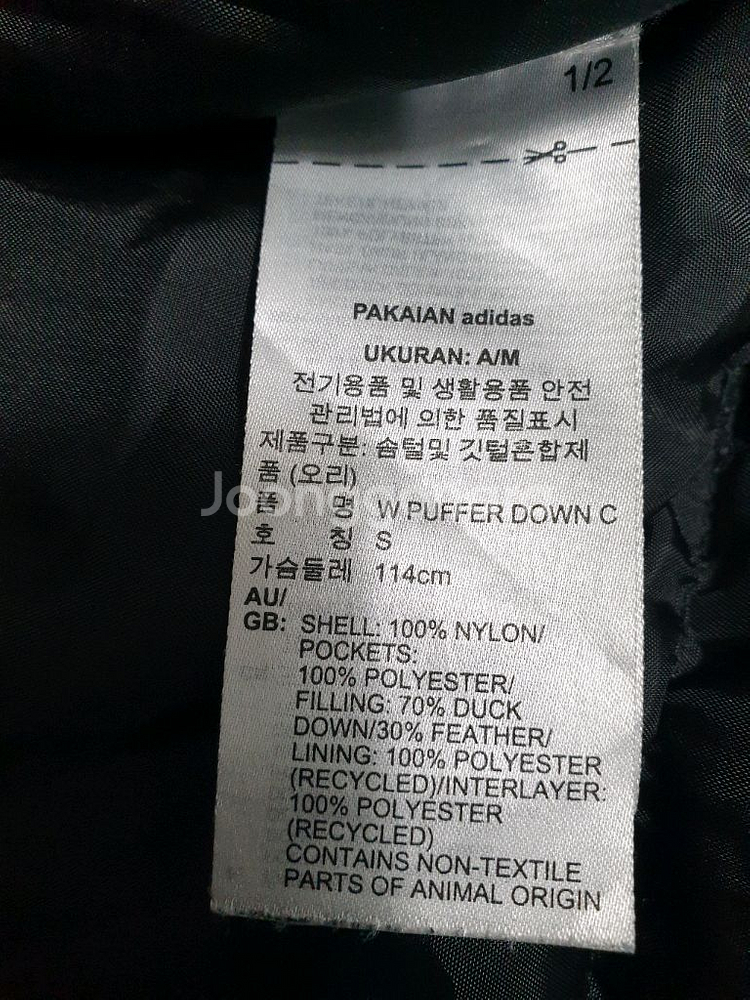 1/2
PAKAIAN adidas
UKURAN: A/M
전기용품 및 생활용품 안전
관리법에 의한 품질표시
제품구분: 솜털및 깃털혼합제
품 (오리)
품 명 W PUFFER DOWN C
호 칭 S
가슴둘레 114cm
AU/
GB: SHELL: 100% NYLON/
POCKETS:
100% POLYESTER/
FILLING: 70% DUCK
DOWN/30% FEATHER/
LINING: 100% POLYESTER
(RECYCLED)/INTERLAYER:
100% POLYESTER
(RECYCLED)
CONTAINS NON-TEXTILE
PARTS OF ANIMAL ORIGIN